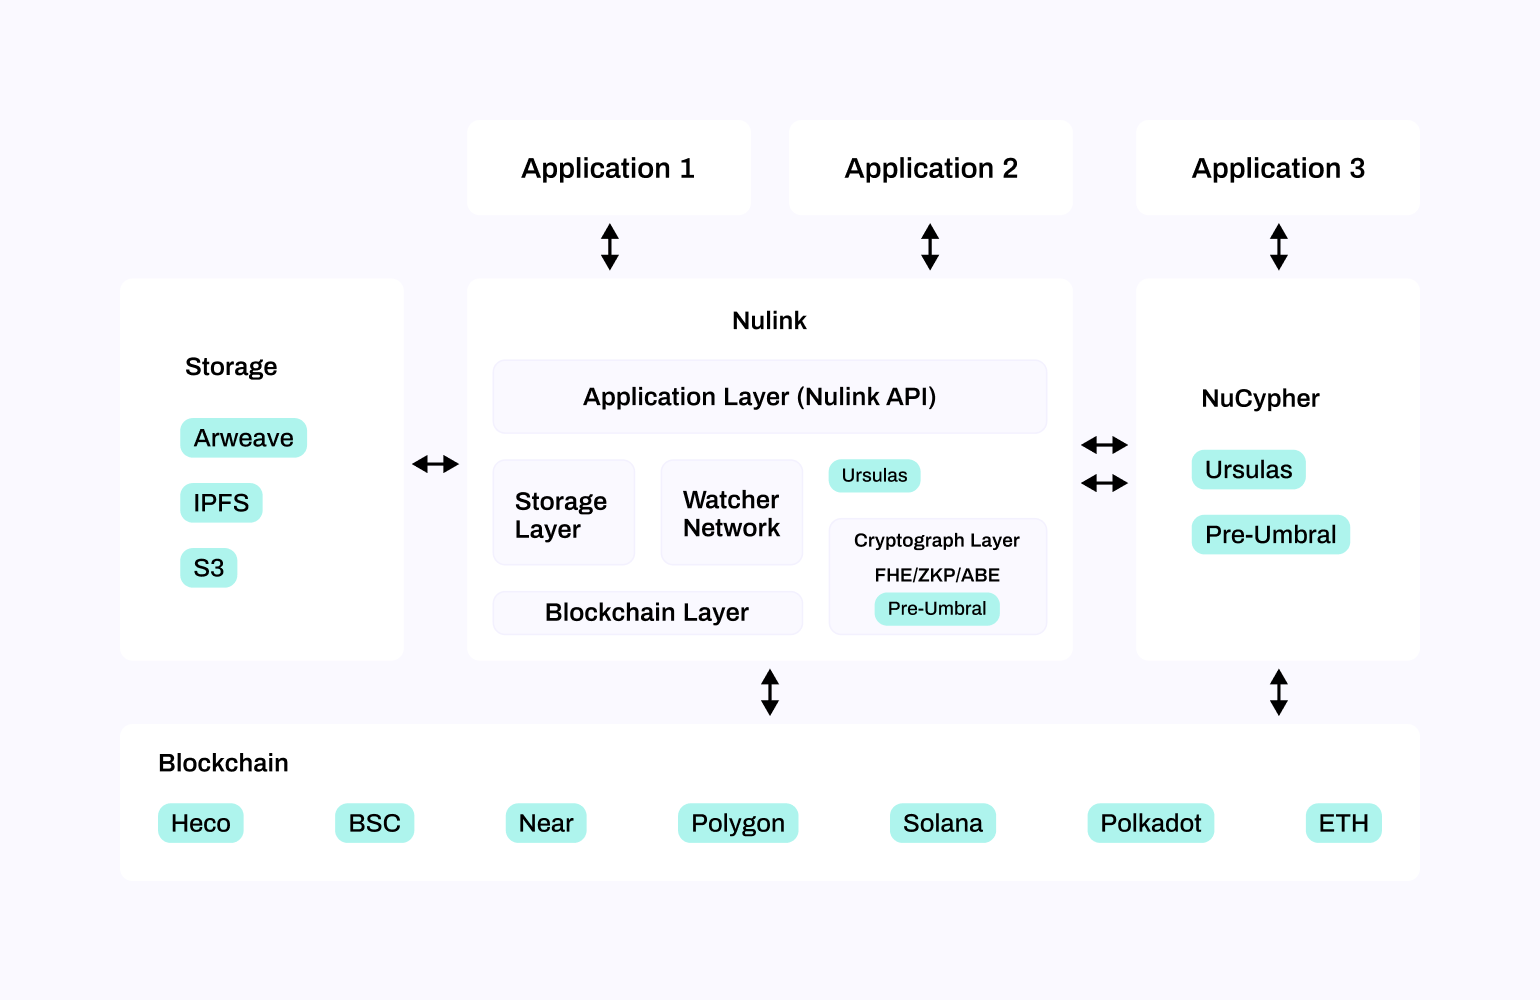 Application 1
Application 2
Application 3
Storage
Arweave
IPFS
S3
Nulink
Application Layer (Nulink API)
Storage
Layer
Watcher
Network
Ursulas
Cryptograph Layer
FHE/ZKP/ABE
Pre-Umbral
Blockchain Layer
NuCypher
Ursulas
Pre-Umbral
Blockchain
Heco
BSC
Near
Polygon
Solana
Polkadot
ETH